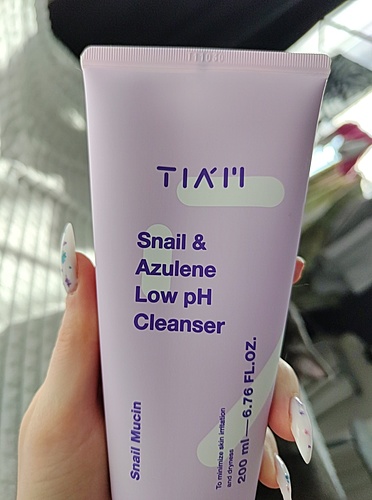 TIA'M
Snail &
Azulene
Low pH
Cleanser
Snail Mucin
To minimize skin irritation
and dryness
200 ml — 6.76 FL.OZ.